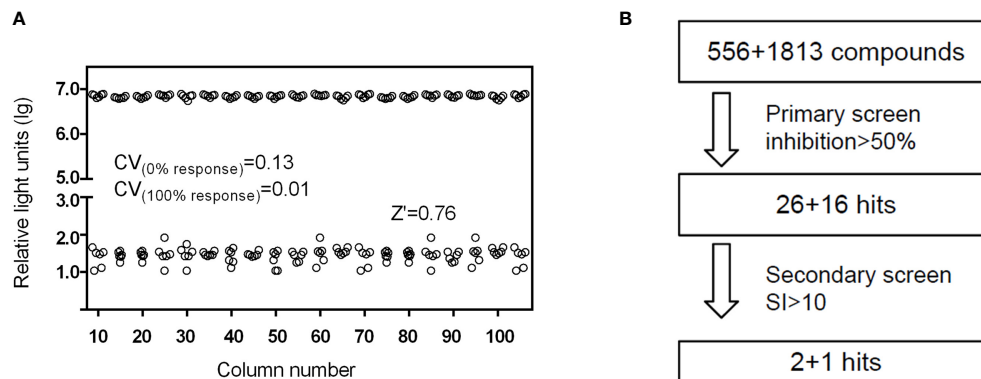 A
Relative light units (lg)
7.0
6.0
5.0
3.0
2.0
1.0
CV(0% response)=0.13
CV(100% response)=0.01
Z'=0.76
10 20 30 40 50 60 70 80 90 100
Column number
B
556+1813 compounds
Primary screen
inhibition>50%
26+16 hits
Secondary screen
SI>10
2+1 hits